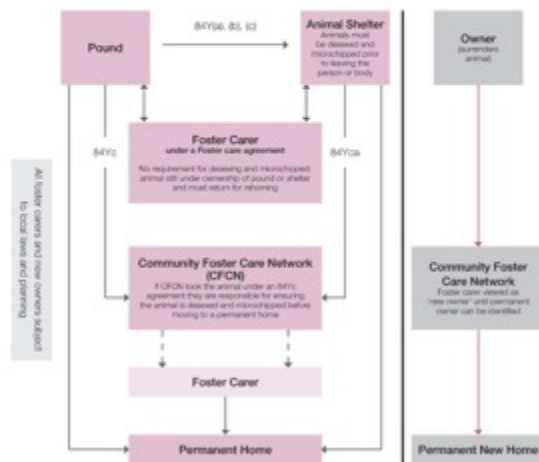 84Y(a), (b), (c)
Pound
Animal Shelter
Animals must
be desexed and
microchipped prior
to leaving the
person or body
Owner
(surrenders
animal)
84Yc
84Yca
Foster Carer
under a Foster care agreement
No requirement for desexing and microchipped:
animal still under ownership of pound or shelter
and must return for rehoming
All foster carers and new owners subject
to local laws and planning
Community Foster Care Network
(CFCN)
If CFCN took the animal under an 84Yc
agreement they are responsible for ensuring
the animal is desexed and microchipped before
moving to a permanent home
Community Foster
Care Network
Foster care viewed as
'new owner' until permanent
owner can be identified
Foster Carer
Permanent Home
Permanent New Home